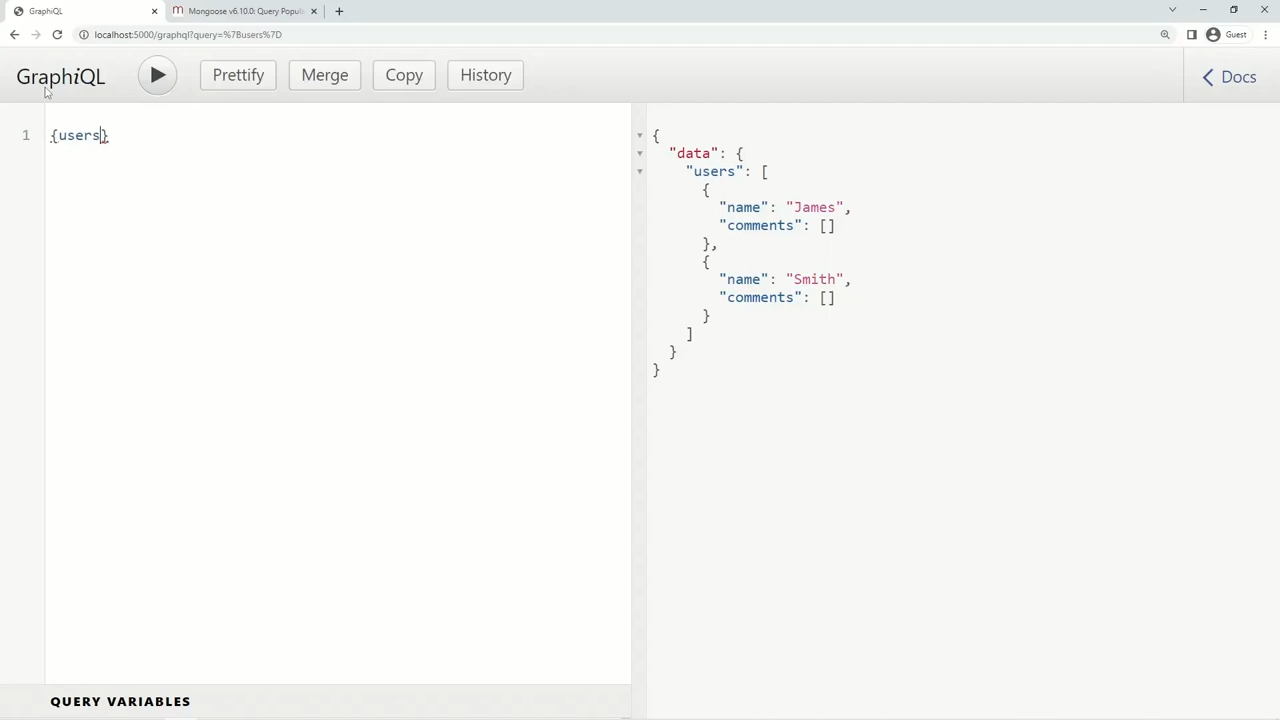 GraphiQL
Mongoose v6.10.0: Query Popul
localhost:5000/graphql?query=%7Busers%7D
Guest
GraphiQL
Prettify
Merge
Copy
History
Docs
1
{users}
{
"data": {
"users": [
{
"name": "James",
"comments": []
},
{
"name": "Smith",
"comments": []
}
]
}
}
QUERY VARIABLES